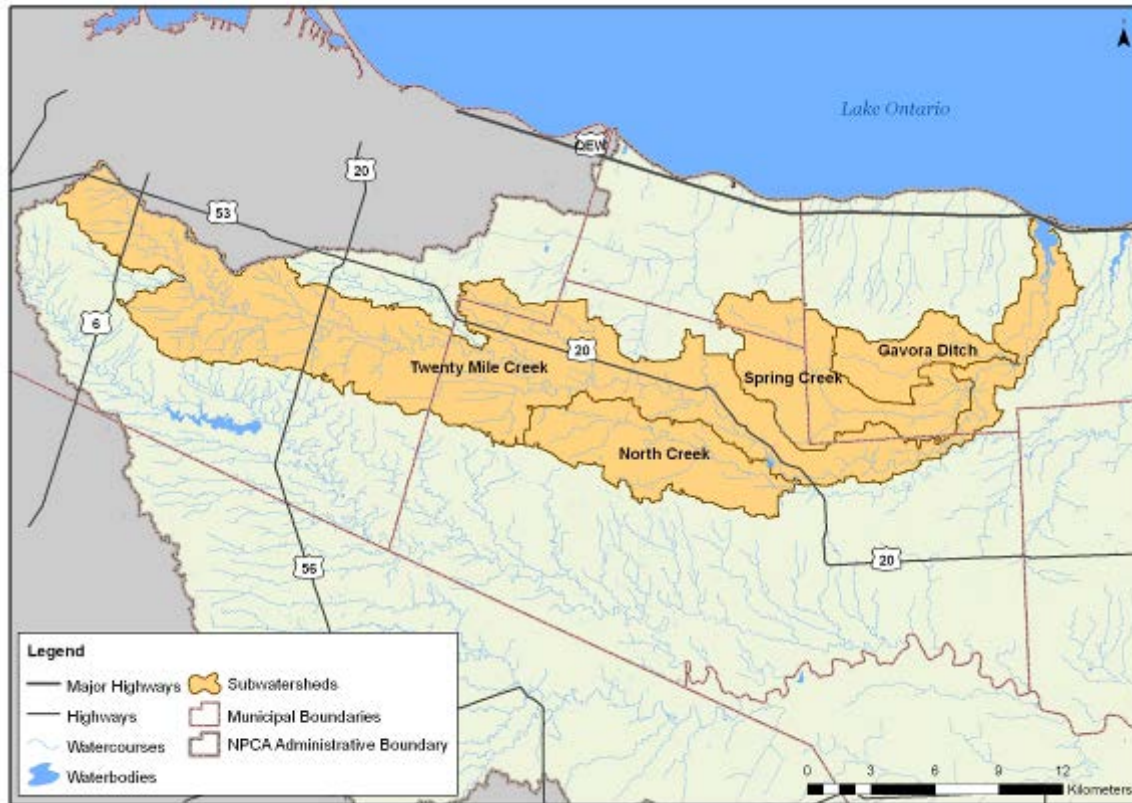 Lake Ontario
QEW
20
53
6
20
Twenty Mile Creek
Gavora Ditch
Spring Creek
North Creek
20
56
Legend
Major Highways
Highways
Watercourses
Waterbodies
Subwatersheds
Municipal Boundaries
NPCA Administrative Boundary
0 3 6 9 12
Kilometers